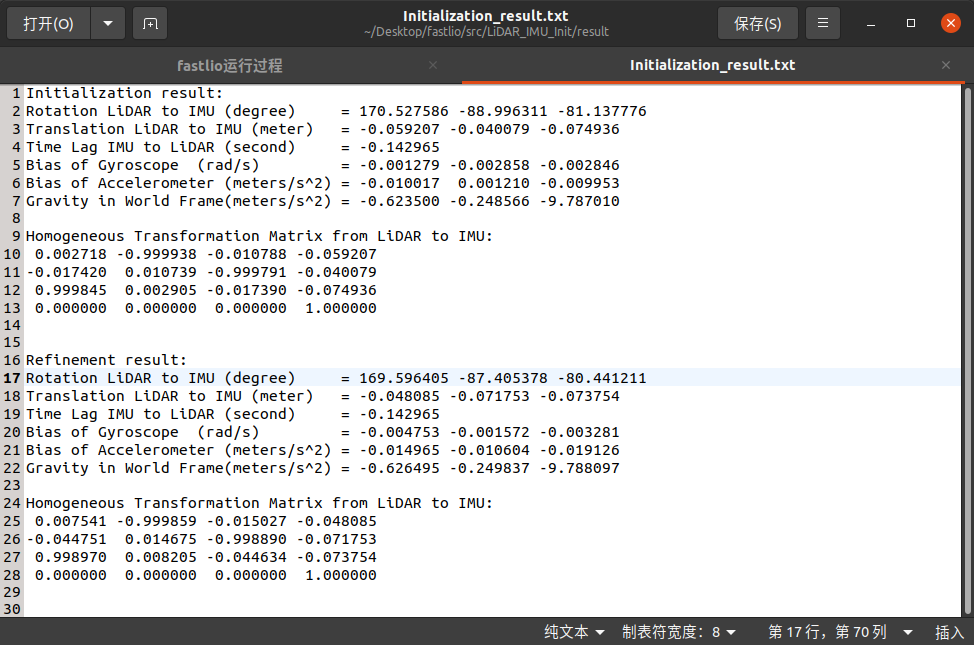 打开(O)
Initialization_result.txt
~/Desktop/fastlio/src/LiDAR_IMU_Init/result
保存(S)
fastlio运行过程
Initialization_result.txt
1 Initialization result:
2 Rotation LiDAR to IMU (degree)     = 170.527586 -88.996311 -81.137776
3 Translation LiDAR to IMU (meter)   = -0.059207 -0.040079 -0.074936
4 Time Lag IMU to LiDAR (second)     = -0.142965
5 Bias of Gyroscope  (rad/s)         = -0.001279 -0.002858 -0.002846
6 Bias of Accelerometer (meters/s^2) = -0.010017  0.001210 -0.009953
7 Gravity in World Frame(meters/s^2) = -0.623500 -0.248566 -9.787010
8
9 Homogeneous Transformation Matrix from LiDAR to IMU:
10  0.002718 -0.999938 -0.010788 -0.059207
11 -0.017420  0.010739 -0.999791 -0.040079
12  0.999845  0.002905 -0.017390 -0.074936
13  0.000000  0.000000  0.000000  1.000000
14
15
16 Refinement result:
17 Rotation LiDAR to IMU (degree)     = 169.596405 -87.405378 -80.441211
18 Translation LiDAR to IMU (meter)   = -0.048085 -0.071753 -0.073754
19 Time Lag IMU to LiDAR (second)     = -0.142965
20 Bias of Gyroscope  (rad/s)         = -0.004753 -0.001572 -0.003281
21 Bias of Accelerometer (meters/s^2) = -0.014965 -0.010604 -0.019126
22 Gravity in World Frame(meters/s^2) = -0.626495 -0.249837 -9.788097
23
24 Homogeneous Transformation Matrix from LiDAR to IMU:
25  0.007541 -0.999859 -0.015027 -0.048085
26 -0.044751  0.014675 -0.998890 -0.071753
27  0.998970  0.008205 -0.044634 -0.073754
28  0.000000  0.000000  0.000000  1.000000
29
30
纯文本 制表符宽度：8 第 17 行，第 70 列 插入